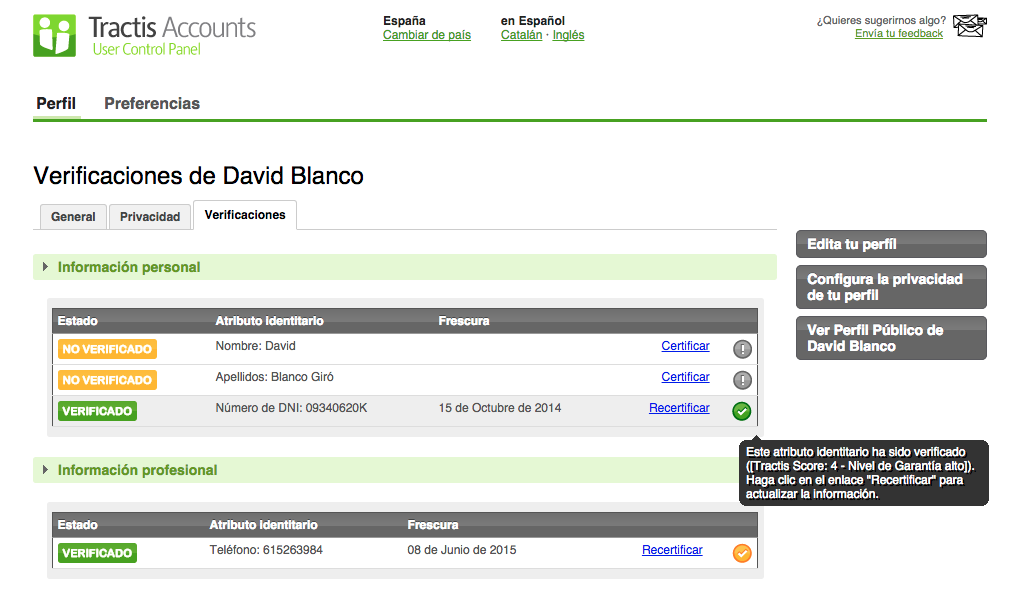 Tractis Accounts
User Control Panel
España
Cambiar de país
en Español
Catalán · Inglés
¿Quieres sugerirnos algo?
Envía tu feedback
Perfil
Preferencias
Verificaciones de David Blanco
General
Privacidad
Verificaciones
Edita tu perfil
Configura la privacidad
de tu perfil
Ver Perfil Público de
David Blanco
Información personal
Estado Atributo identitario Frescura
NO VERIFICADO Nombre: David Certificar
NO VERIFICADO Apellidos: Blanco Giró Certificar
VERIFICADO Número de DNI: 09340620K 15 de Octubre de 2014 Recertificar
Este atributo identitario ha sido verificado
([Tractis Score: 4 - Nivel de Garantía alto]).
Haga clic en el enlace "Recertificar" para
actualizar la información.
Información profesional
Estado Atributo identitario Frescura
VERIFICADO Teléfono: 615263984 08 de Junio de 2015 Recertificar